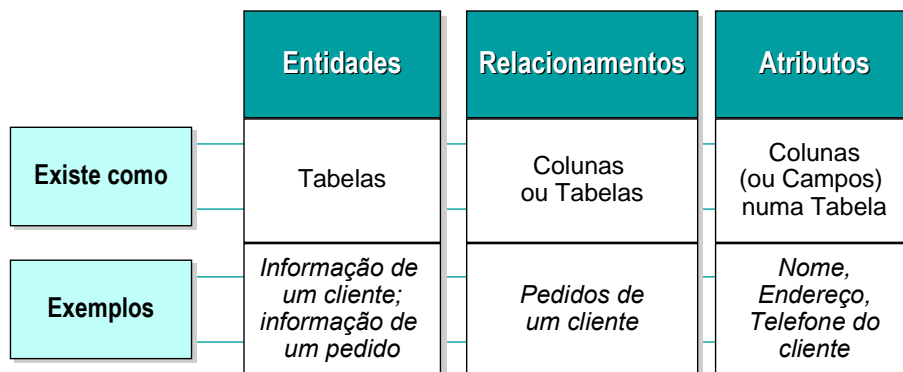 Entidades
Relacionamentos
Atributos
Existe como
Tabelas
Colunas
ou Tabelas
Colunas
(ou Campos)
numa Tabela
Exemplos
Informação de
um cliente;
informação de
um pedido
Pedidos de
um cliente
Nome,
Endereço,
Telefone do
cliente